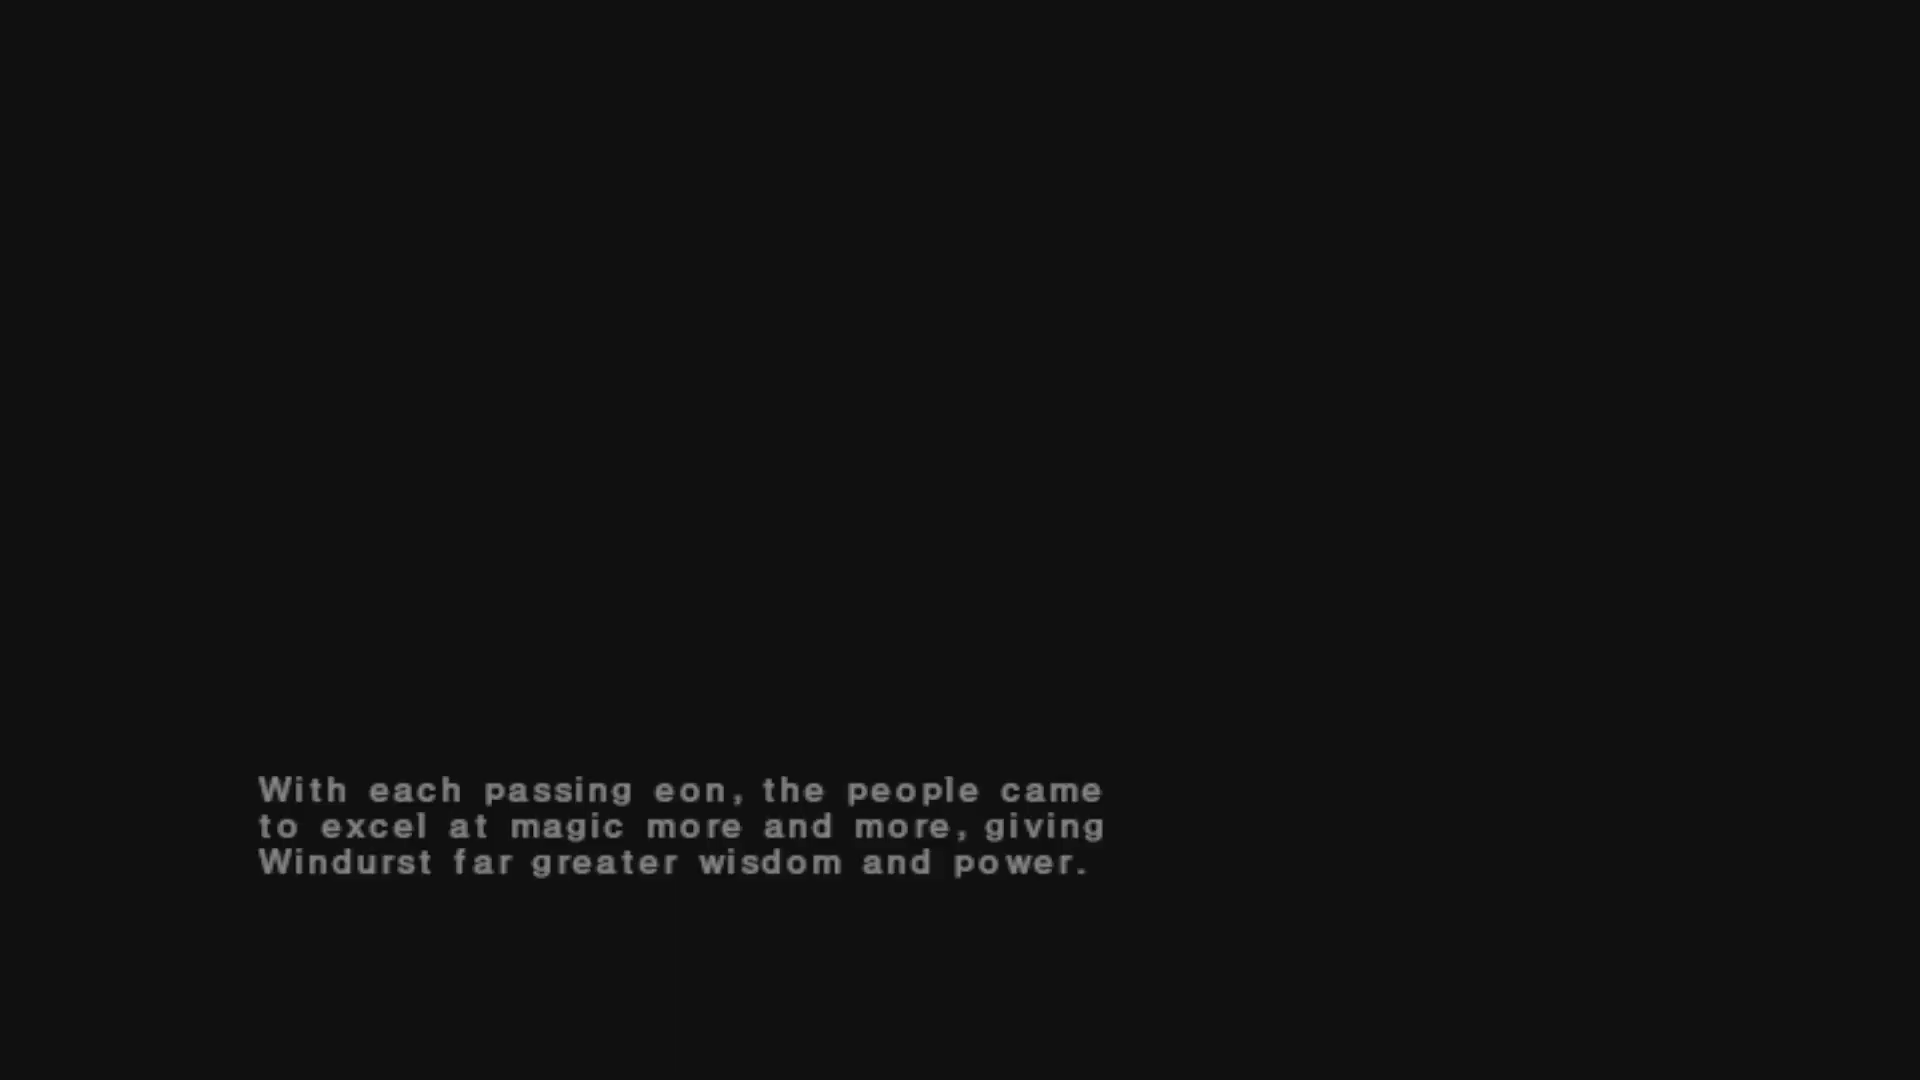 With each passing eon, the people came
to excel at magic more and more, giving
Windurst far greater wisdom and power.